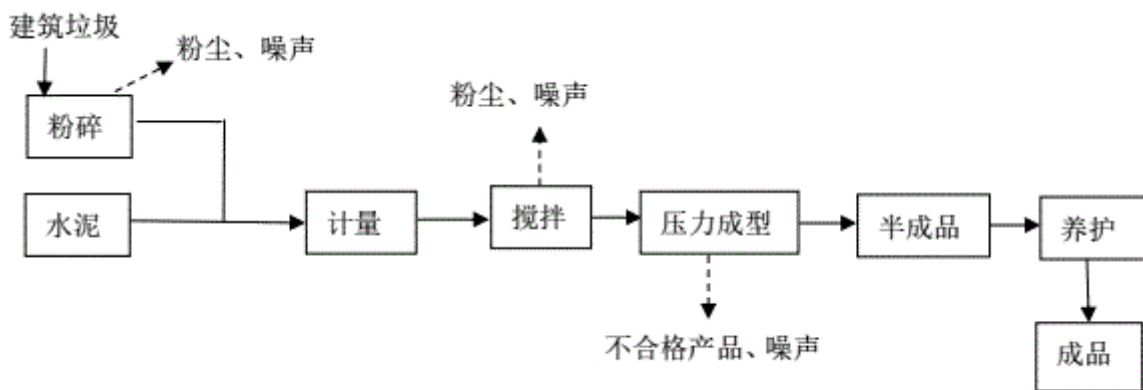 建筑垃圾
粉尘、噪声
粉碎
粉尘、噪声
水泥
计量
搅拌
压力成型
半成品
养护
不合格产品、噪声
成品